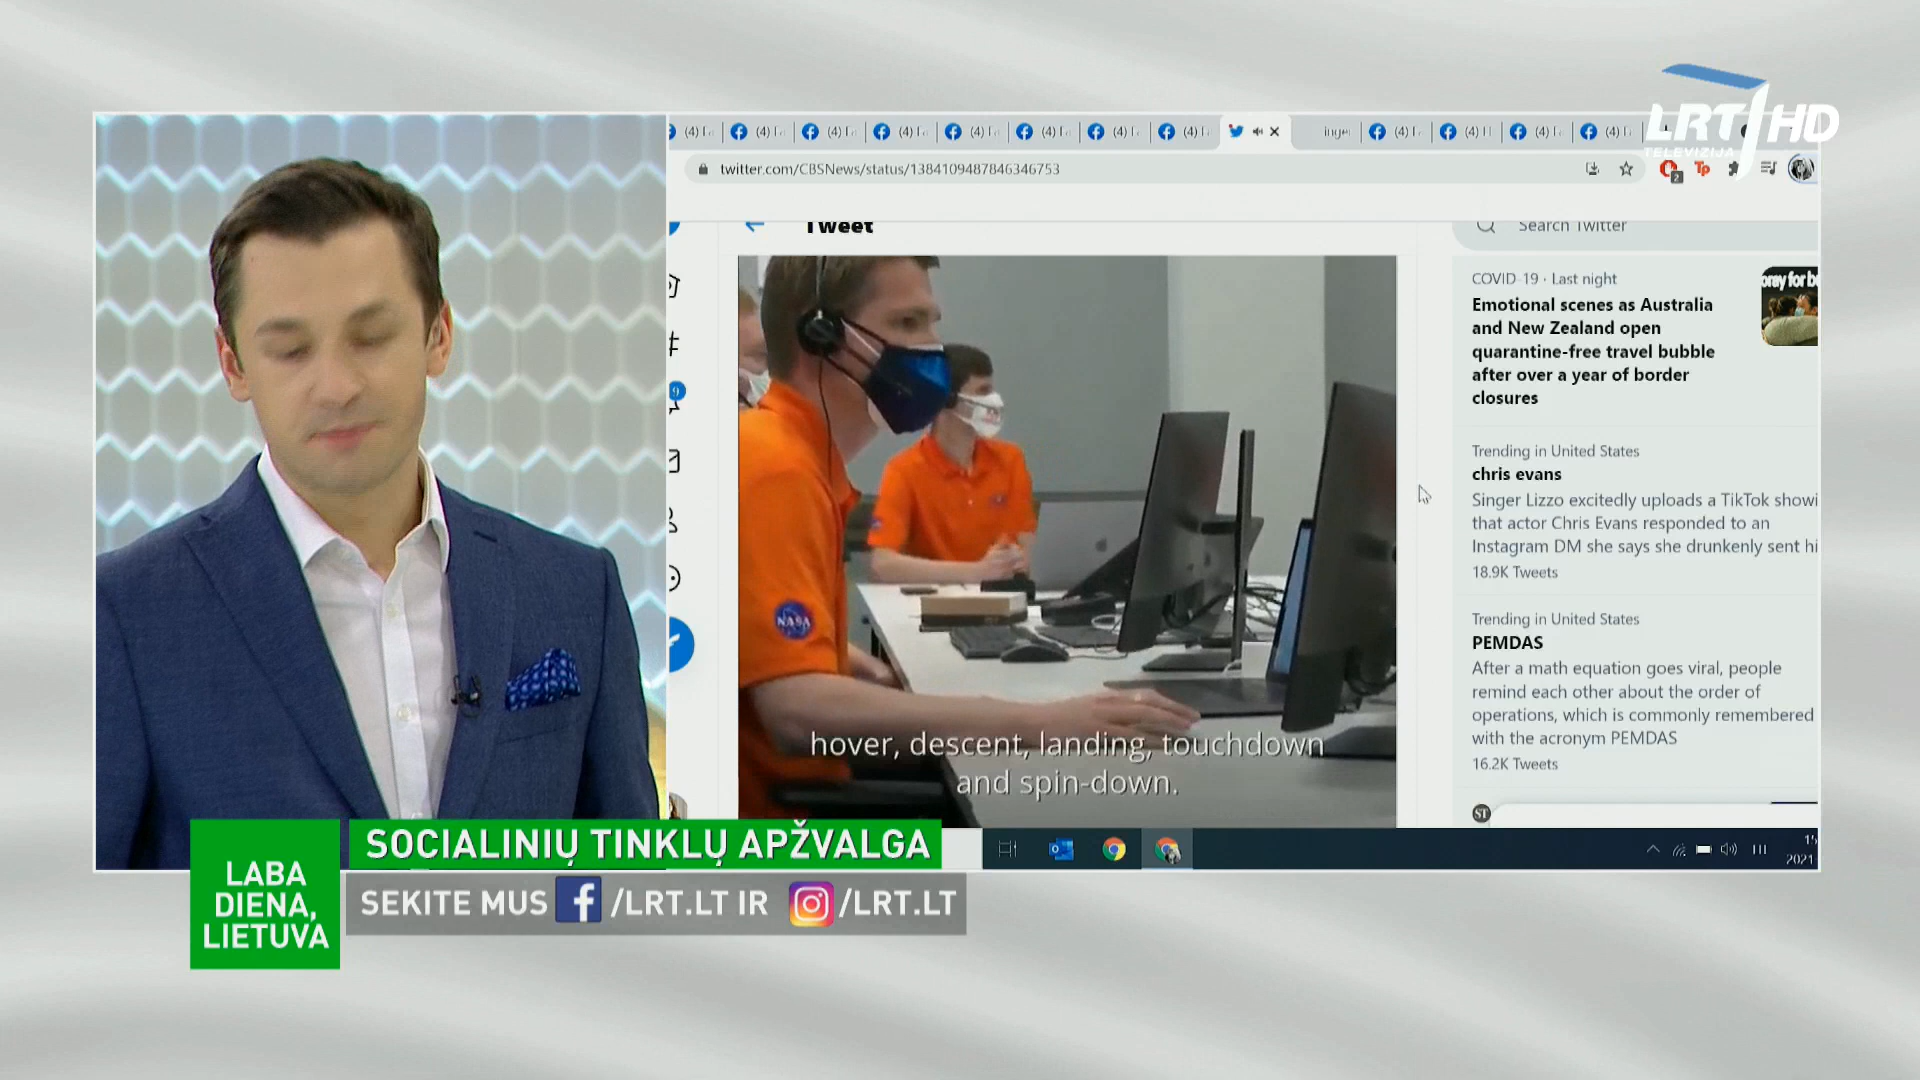 LRT HD
TELEVIZIJA
twitter.com/CBSNews/status/1384109487846346753
2
Tp
Tweet
Search Twitter
9
COVID-19 · Last night
Emotional scenes as Australia
and New Zealand open
quarantine-free travel bubble
after over a year of border
closures
Trending in United States
chris evans
Singer Lizzo excitedly uploads a TikTok showi
that actor Chris Evans responded to an
Instagram DM she says she drunkenly sent hi
18.9K Tweets
Trending in United States
PEMDAS
After a math equation goes viral, people
remind each other about the order of
operations, which is commonly remembered
with the acronym PEMDAS
16.2K Tweets
ST
NASA
hover, descent, landing, touchdown
and spin-down.
SOCIALINIŲ TINKLŲ APŽVALGA
LABA
DIENA,
LIETUVA
SEKITE MUS f /LRT.LT IR /LRT.LT
2021-